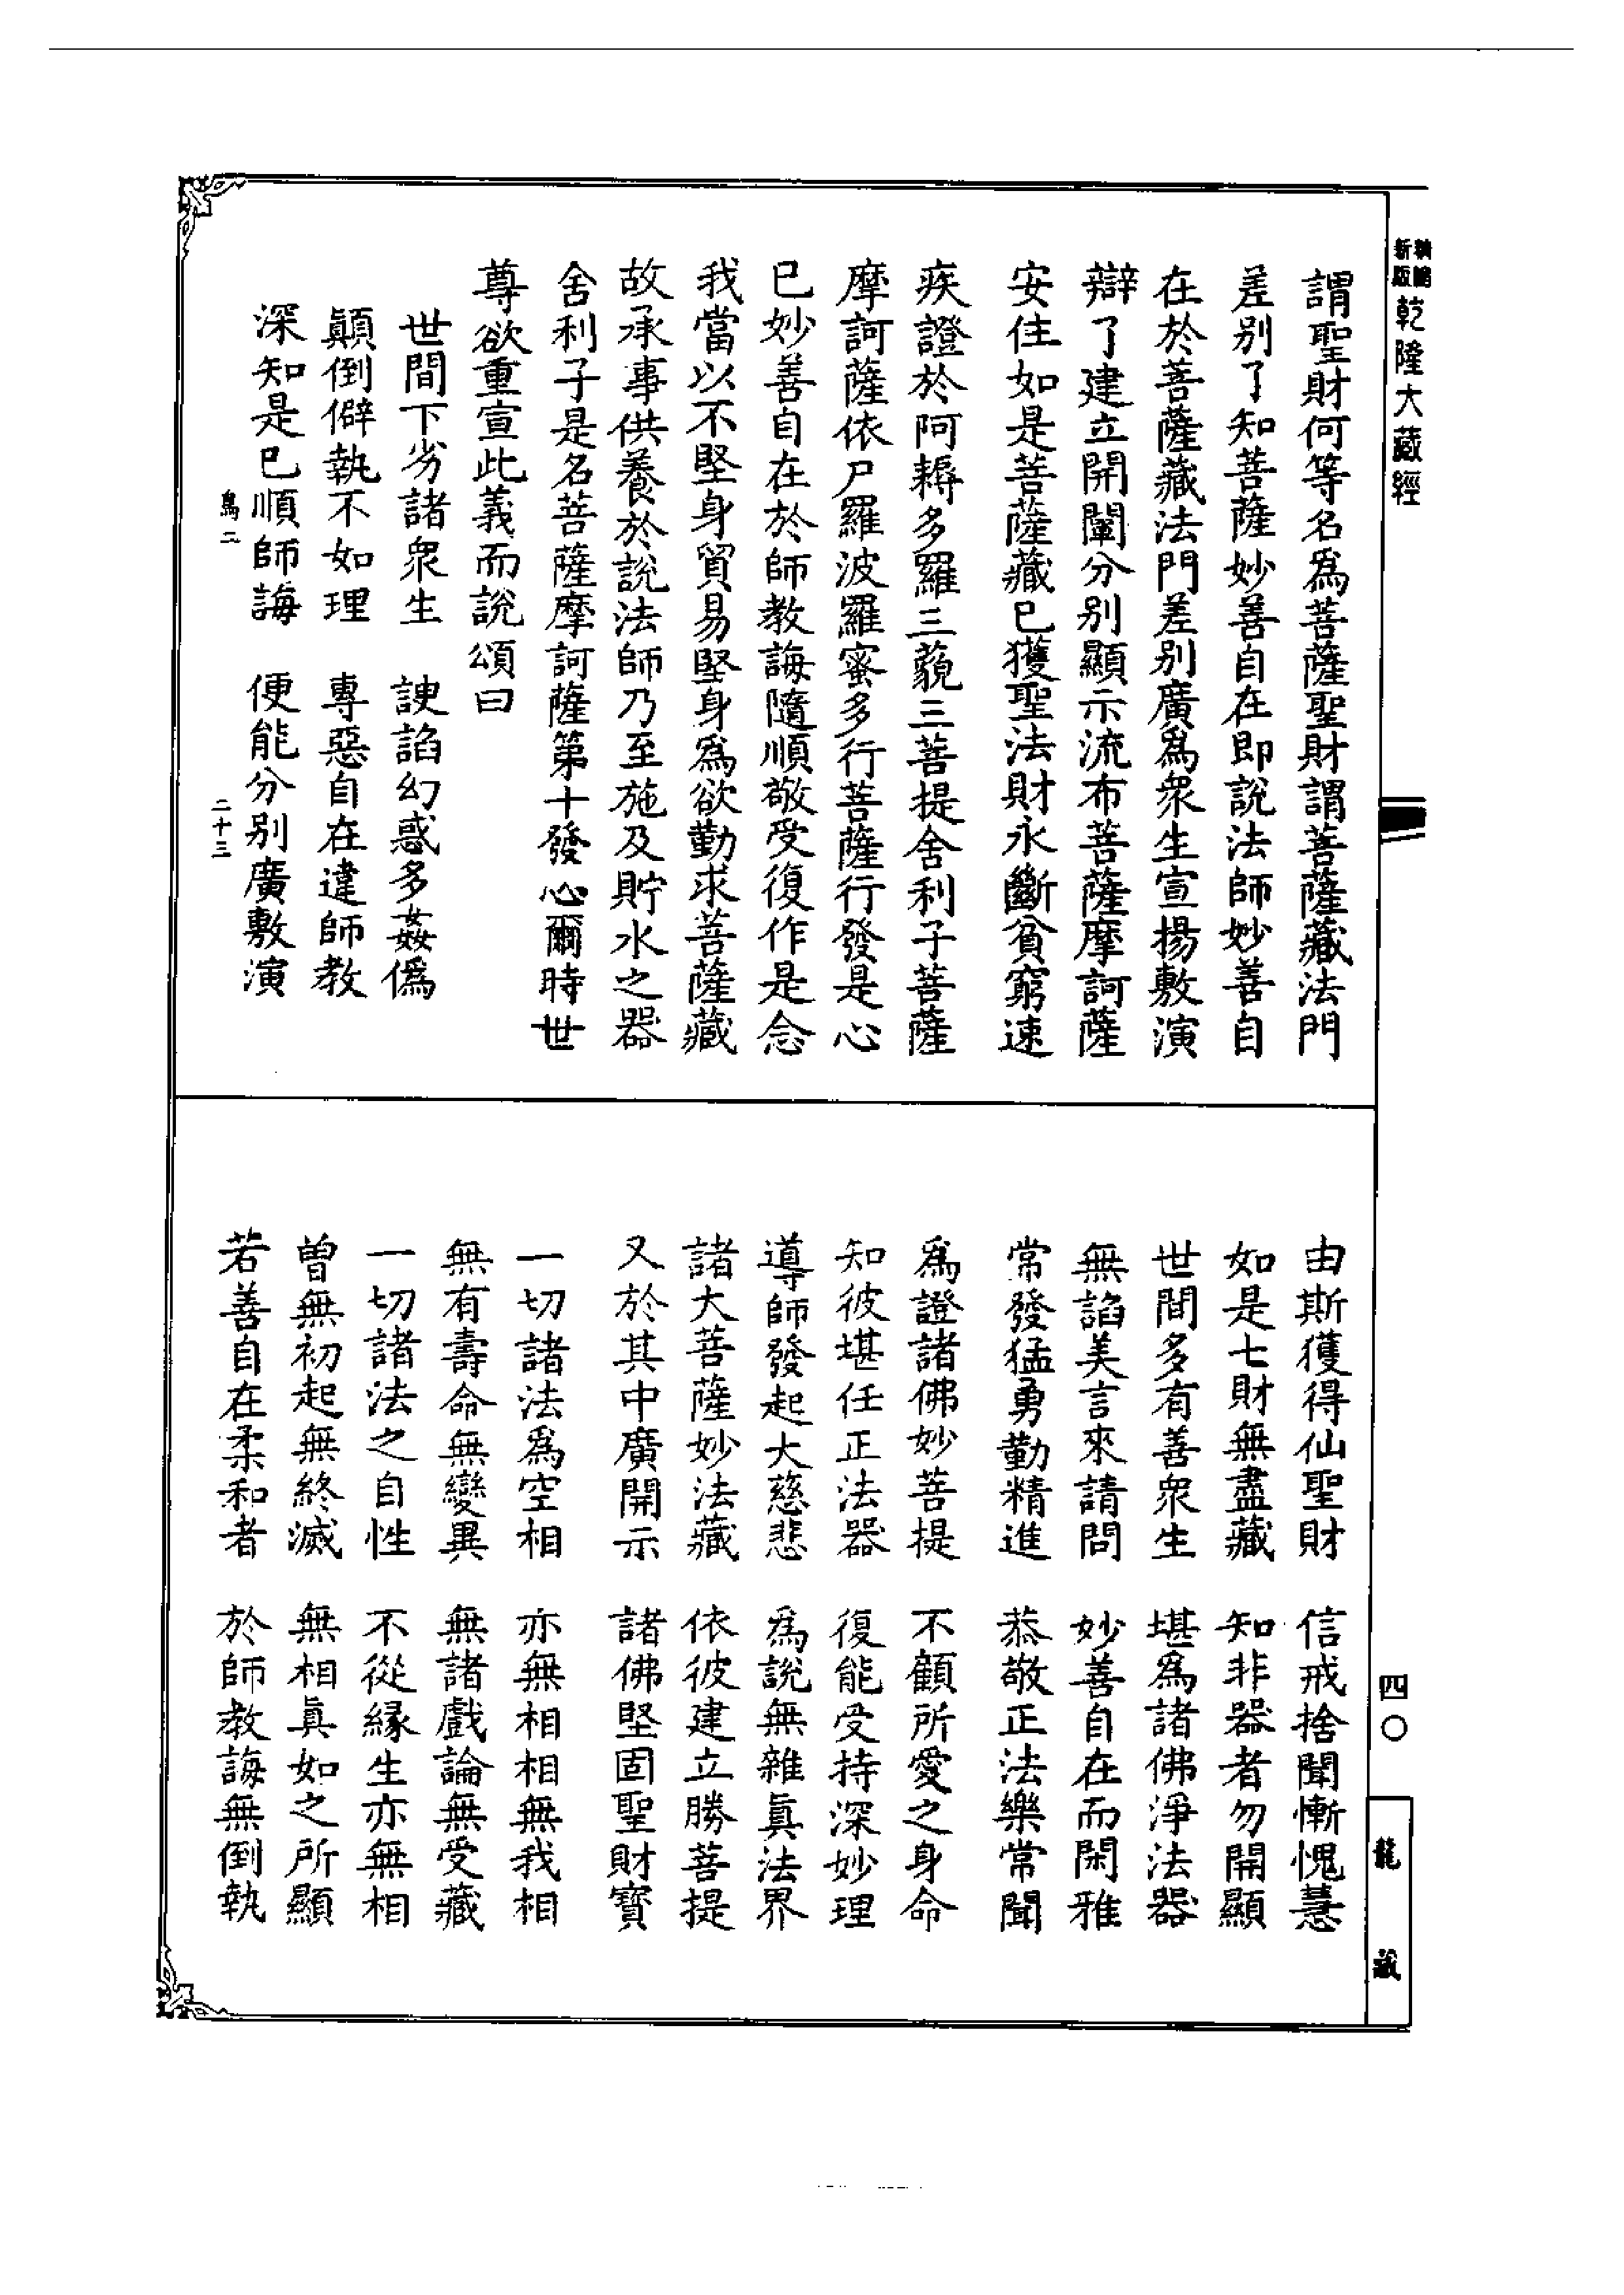 精編新版乾隆大藏經
謂聖財何等名爲菩薩聖財謂菩薩藏法門
差別了知菩薩妙善自在即說法師妙善自
在於菩薩藏法門差別廣爲衆生宣揚敷演
辯了建立開闡分别顯示流布菩薩摩訶薩
安住如是菩薩藏已獲聖法財永斷貧窮速
疾證於阿耨多羅三藐三菩提舍利子菩薩
摩訶薩依尸羅波羅蜜多行菩薩行發是心
已妙善自在於師教誨隨順敬受復作是念
我當以不堅身貿易堅身爲欲勤求菩薩藏
故承事供養於說法師乃至施及貯水之器
舍利子是名菩薩摩訶薩第十發心爾時世
尊欲重宣此義而說頌曰
世間下劣諸衆生　諛諂幻惑多姦僞
顛倒僻執不如理　專惡自在違師教
深知是已順師誨　便能分别廣敷演
爲二　二十三
由斯獲得仙聖財　信戒捨聞慚愧慧
如是七財無盡藏　知非器者勿開顯
世間多有善衆生　堪爲諸佛淨法器
無諂美言來請問　妙善自在而閑雅
常發猛勇勤精進　恭敬正法樂常聞
爲證諸佛妙菩提　不顧所愛之身命
知彼堪任正法器　復能受持深妙理
導師發起大慈悲　爲說無雜眞法界
諸大菩薩妙法藏　依彼建立勝菩提
又於其中廣開示　諸佛堅固聖財寶
一切諸法爲空相　亦無相相無我相
無有壽命無變異　無諸戲論無受藏
一切諸法之自性　不從緣生亦無相
曾無初起無終滅　無相眞如之所顯
若善自在柔和者　於師教誨無倒執
四〇
龍藏